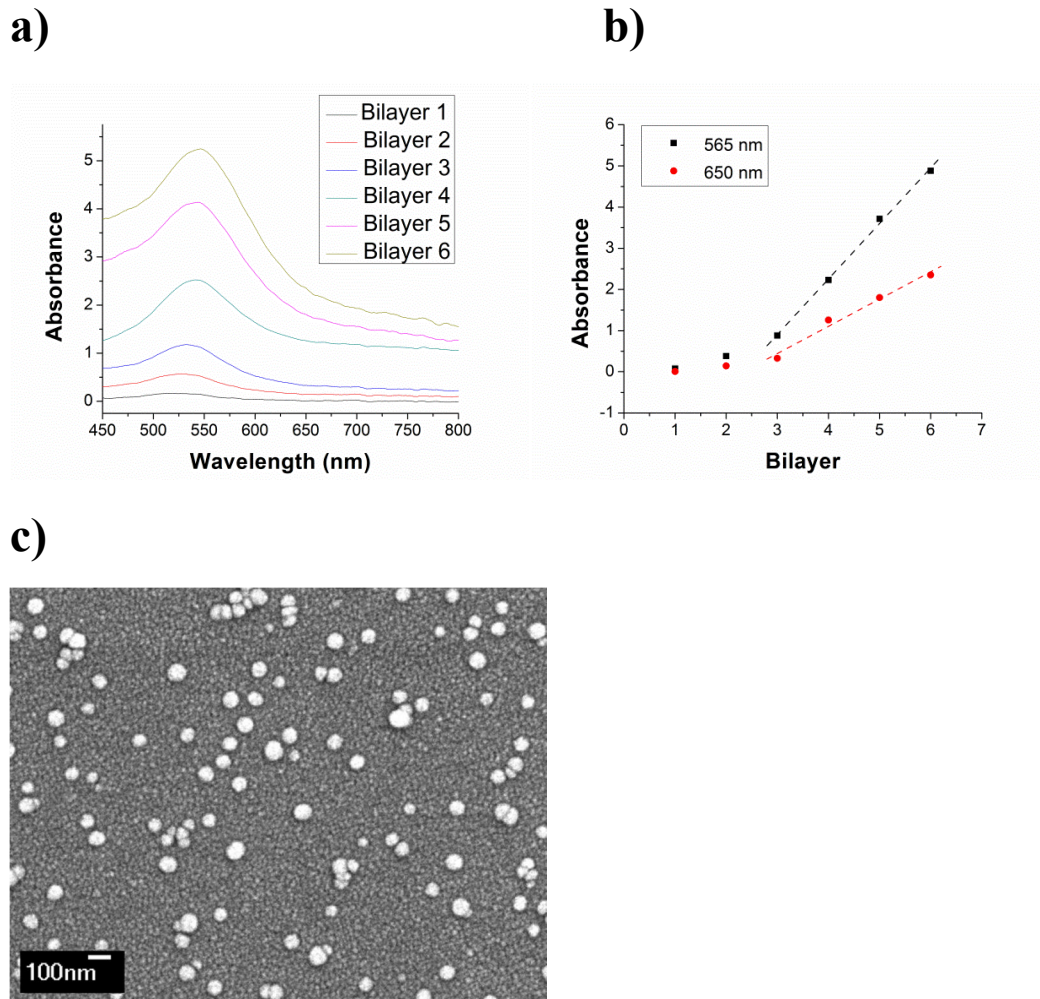 a)
b)
Bilayer 1
Bilayer 2
Bilayer 3
Bilayer 4
Bilayer 5
Bilayer 6
5
4
3
2
1
0
Absorbance
450 500 550 600 650 700 750 800
Wavelength (nm)
565 nm
650 nm
6
5
4
3
2
1
0
-1
Absorbance
0 1 2 3 4 5 6 7
Bilayer
c)
100nm